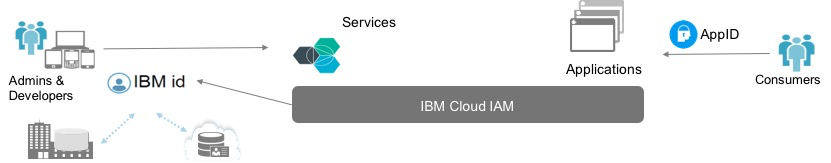 Services
AppID
Applications
Consumers
Admins &
Developers
IBM id
IBM Cloud IAM